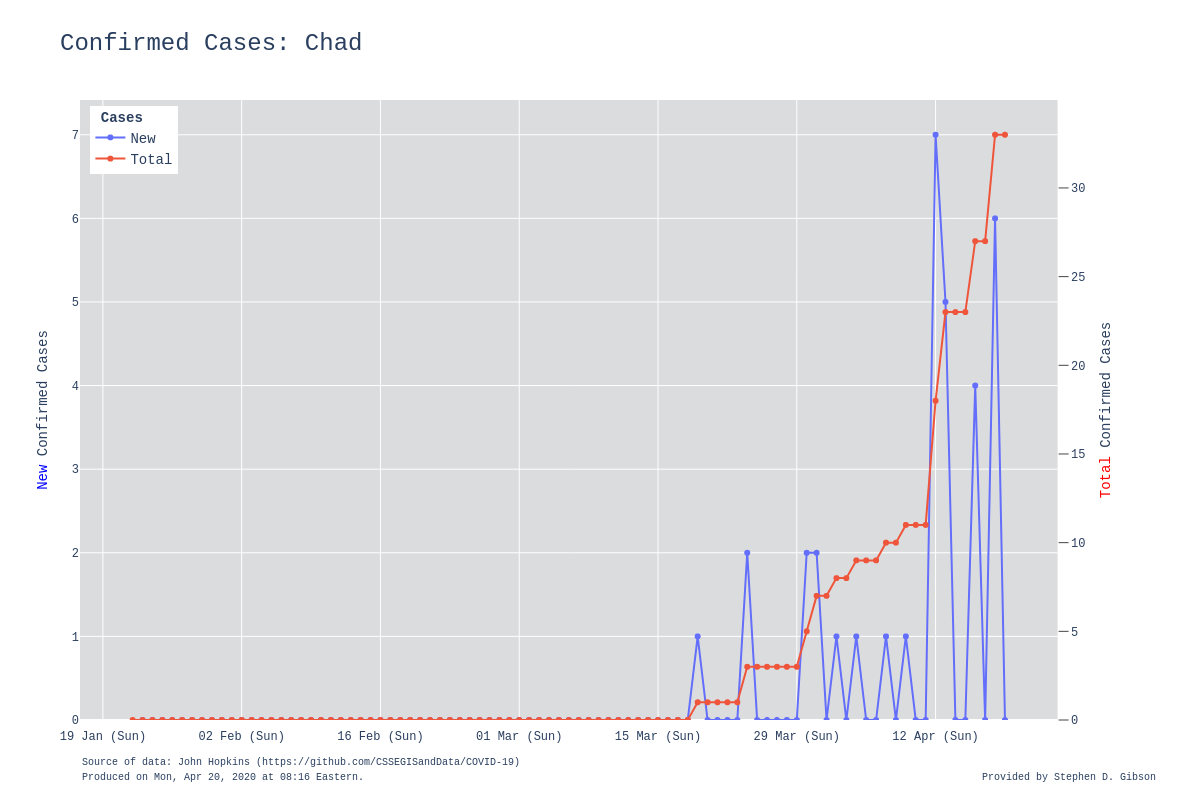 Confirmed Cases: Chad
Cases
New
Total
7
6
5
4
3
2
1
0
New Confirmed Cases
30
25
20
15
10
5
0
Total Confirmed Cases
19 Jan (Sun) 02 Feb (Sun) 16 Feb (Sun) 01 Mar (Sun) 15 Mar (Sun) 29 Mar (Sun) 12 Apr (Sun)
Source of data: John Hopkins (https://github.com/CSSEGISandData/COVID-19)
Produced on Mon, Apr 20, 2020 at 08:16 Eastern.
Provided by Stephen D. Gibson